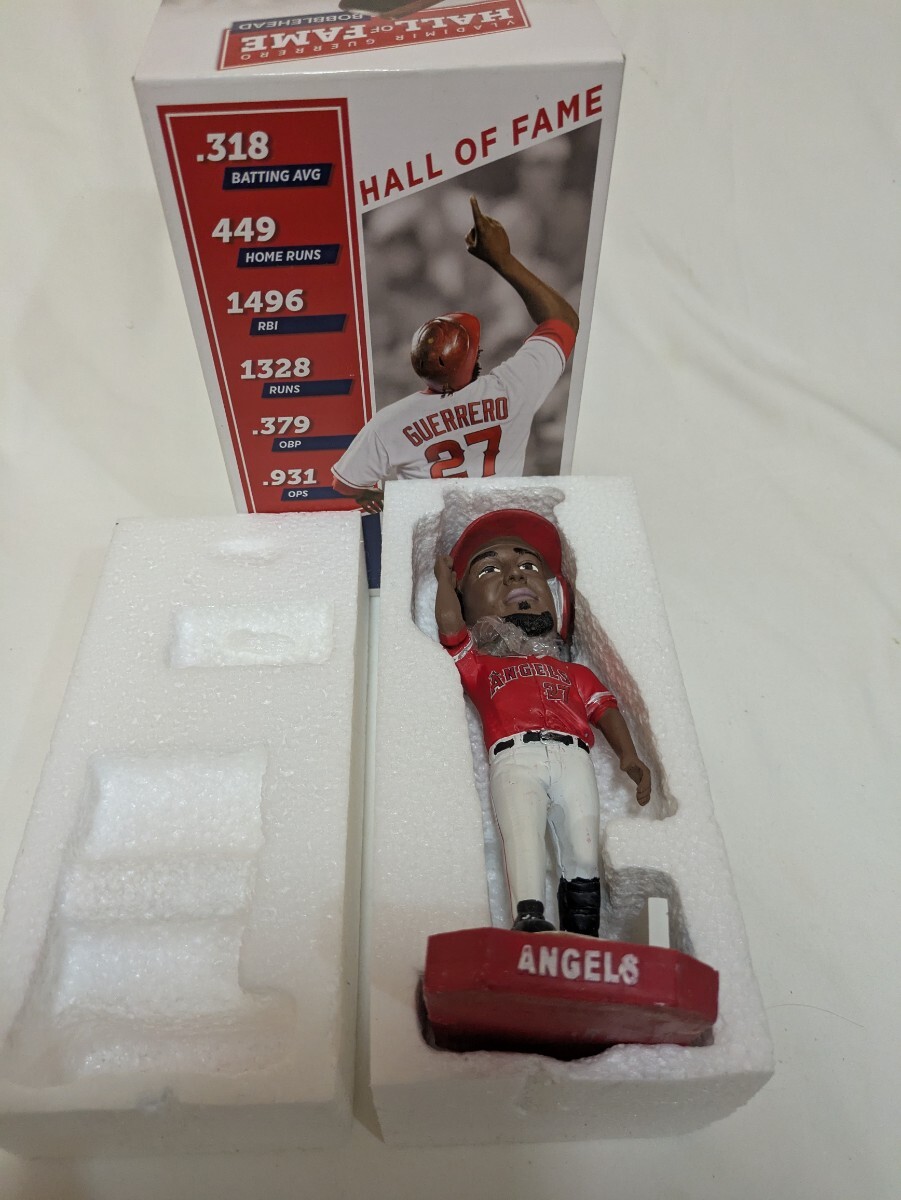 VLADIMIR GUERRERO
HALL OF FAME
BOBBLEHEAD
HALL OF FAME
.318
BATTING AVG
449
HOME RUNS
1496
RBI
1328
RUNS
.379
OBP
.931
OPS
GUERRERO
27
ANGELS
27
ANGELS